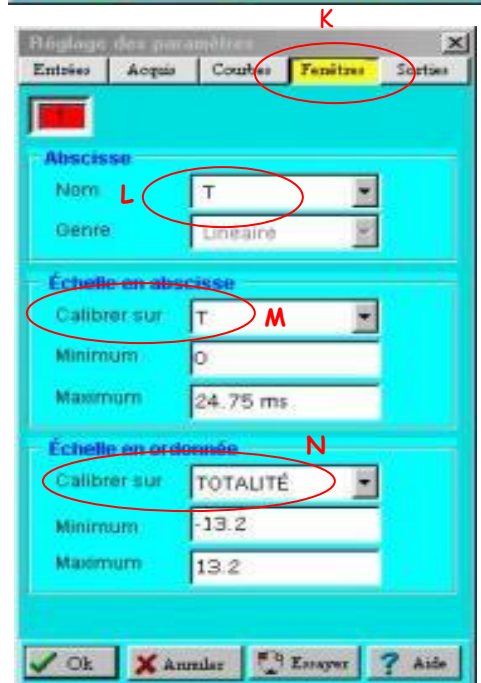 K
Réglage des paramètres
Entrées Acquis Courbes Fenêtres Sorties
1
Abscisse
Nom L T
Genre Linéaire
Échelle en abscisse
Calibrer sur T M
Minimum 0
Maximum 24.75 ms
Échelle en ordonnée N
Calibrer sur TOTALITÉ
Minimum -13.2
Maximum 13.2
Ok Annuler Essayer ? Aide